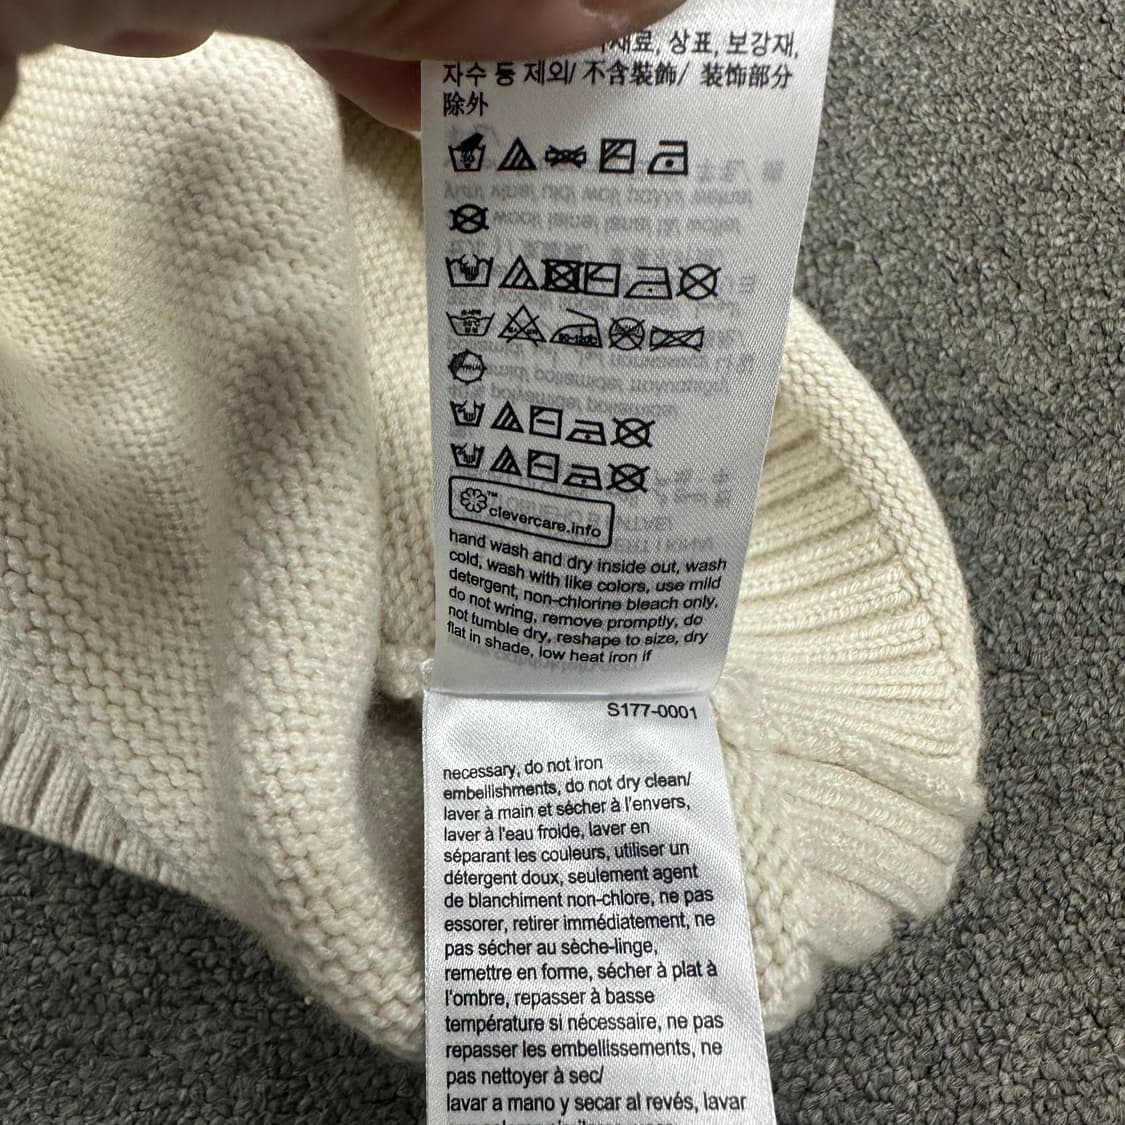 재료, 상표, 보강재,
자수 등 제외/ 不含裝飾/ 装饰部分
除外
clevercare.info
hand wash and dry inside out, wash
cold, wash with like colors, use mild
detergent, non-chlorine bleach only,
do not wring, remove promptly, do
not tumble dry, reshape to size, dry
flat in shade, low heat iron if
S177-0001
necessary, do not iron
embellishments, do not dry clean/
laver à main et sécher à l'envers,
laver à l'eau froide, laver en
séparant les couleurs, utiliser un
détergent doux, seulement agent
de blanchiment non-chlore, ne pas
essorer, retirer immédiatement, ne
pas sécher au sèche-linge,
remettre en forme, sécher à plat à
l'ombre, repasser à basse
température si nécessaire, ne pas
repasser les embellissements, ne
pas nettoyer à sec/
lavar a mano y secar al revés, lavar